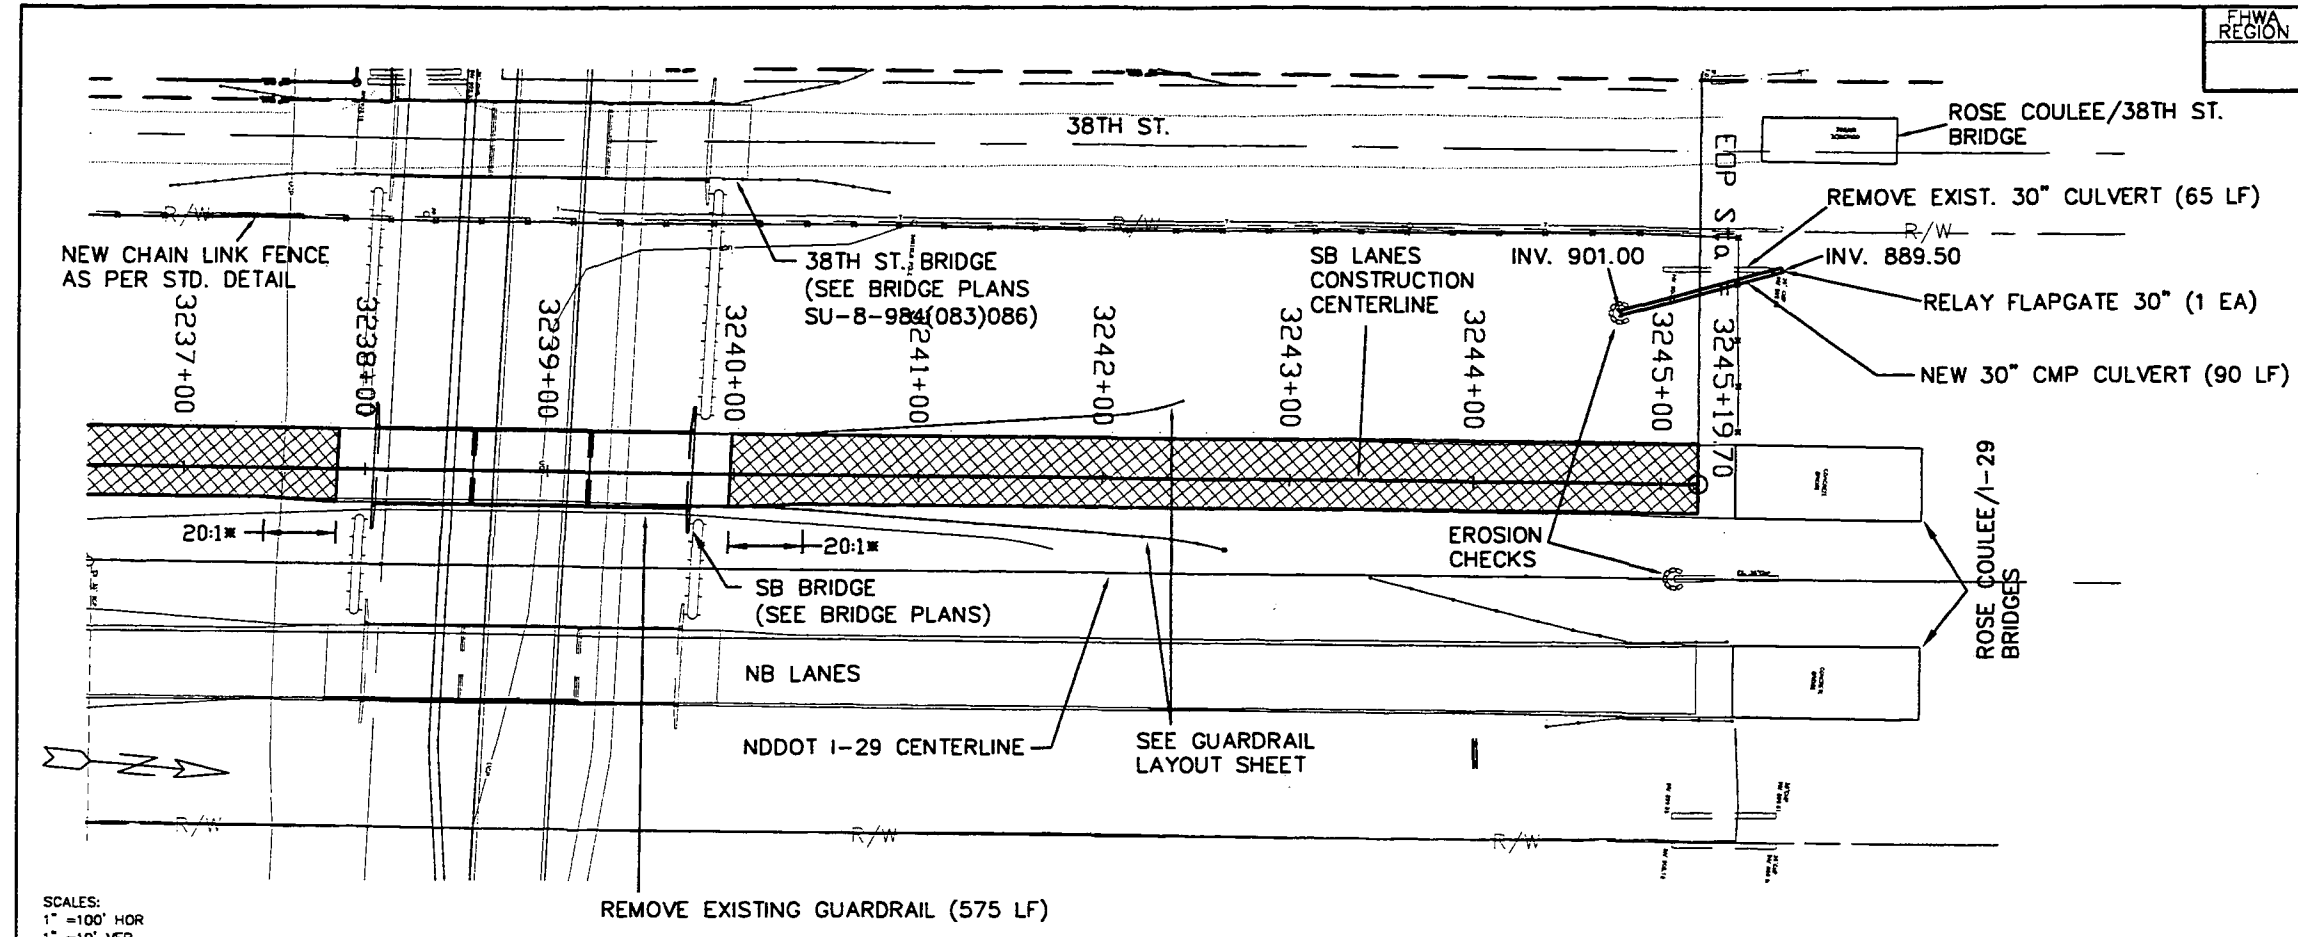 FHWA
REGION
38TH ST.
ROSE COULEE/38TH ST.
BRIDGE
EOP Sta 3245+19.70
REMOVE EXIST. 30" CULVERT (65 LF)
R/W
R/W
R/W
NEW CHAIN LINK FENCE
AS PER STD. DETAIL
38TH ST. BRIDGE
(SEE BRIDGE PLANS
SU-8-984(083)086)
SB LANES
CONSTRUCTION
CENTERLINE
INV. 901.00
INV. 889.50
RELAY FLAPGATE 30" (1 EA)
NEW 30" CMP CULVERT (90 LF)
3237+00
3238+00
3239+00
3240+00
3241+00
3242+00
3243+00
3244+00
3245+00
20:1*
20:1*
EROSION
CHECKS
ROSE COULEE/I-29
BRIDGES
SB BRIDGE
(SEE BRIDGE PLANS)
NB LANES
NDDOT I-29 CENTERLINE
SEE GUARDRAIL
LAYOUT SHEET
N
R/W
R/W
R/W
SCALES:
1" =100' HOR
1" =10' VER
REMOVE EXISTING GUARDRAIL (575 LF)